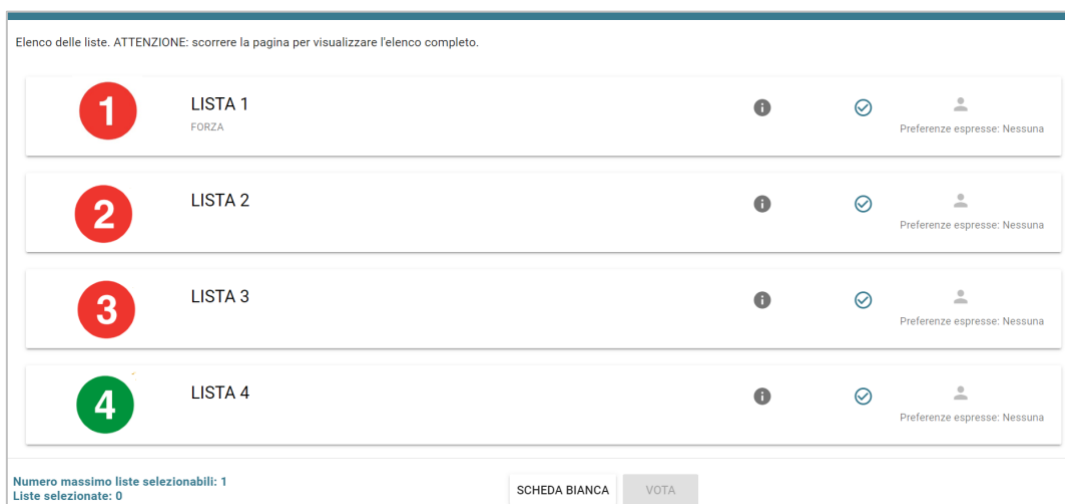 Elenco delle liste. ATTENZIONE: scorrere la pagina per visualizzare l'elenco completo.
1
LISTA 1
FORZA
Preferenze espresse: Nessuna
2
LISTA 2
Preferenze espresse: Nessuna
3
LISTA 3
Preferenze espresse: Nessuna
4
LISTA 4
Preferenze espresse: Nessuna
Numero massimo liste selezionabili: 1
Liste selezionate: 0
SCHEDA BIANCA VOTA